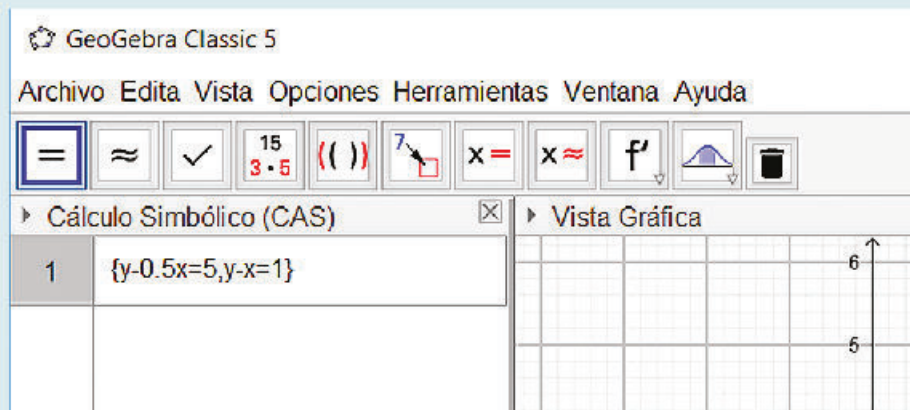 GeoGebra Classic 5
Archivo Edita Vista Opciones Herramientas Ventana Ayuda
= ≈ ✓ 15 3·5 (( )) 7 x = x ≈ f'
Cálculo Simbólico (CAS) Vista Gráfica
1 {y-0.5x=5,y-x=1}
6
5